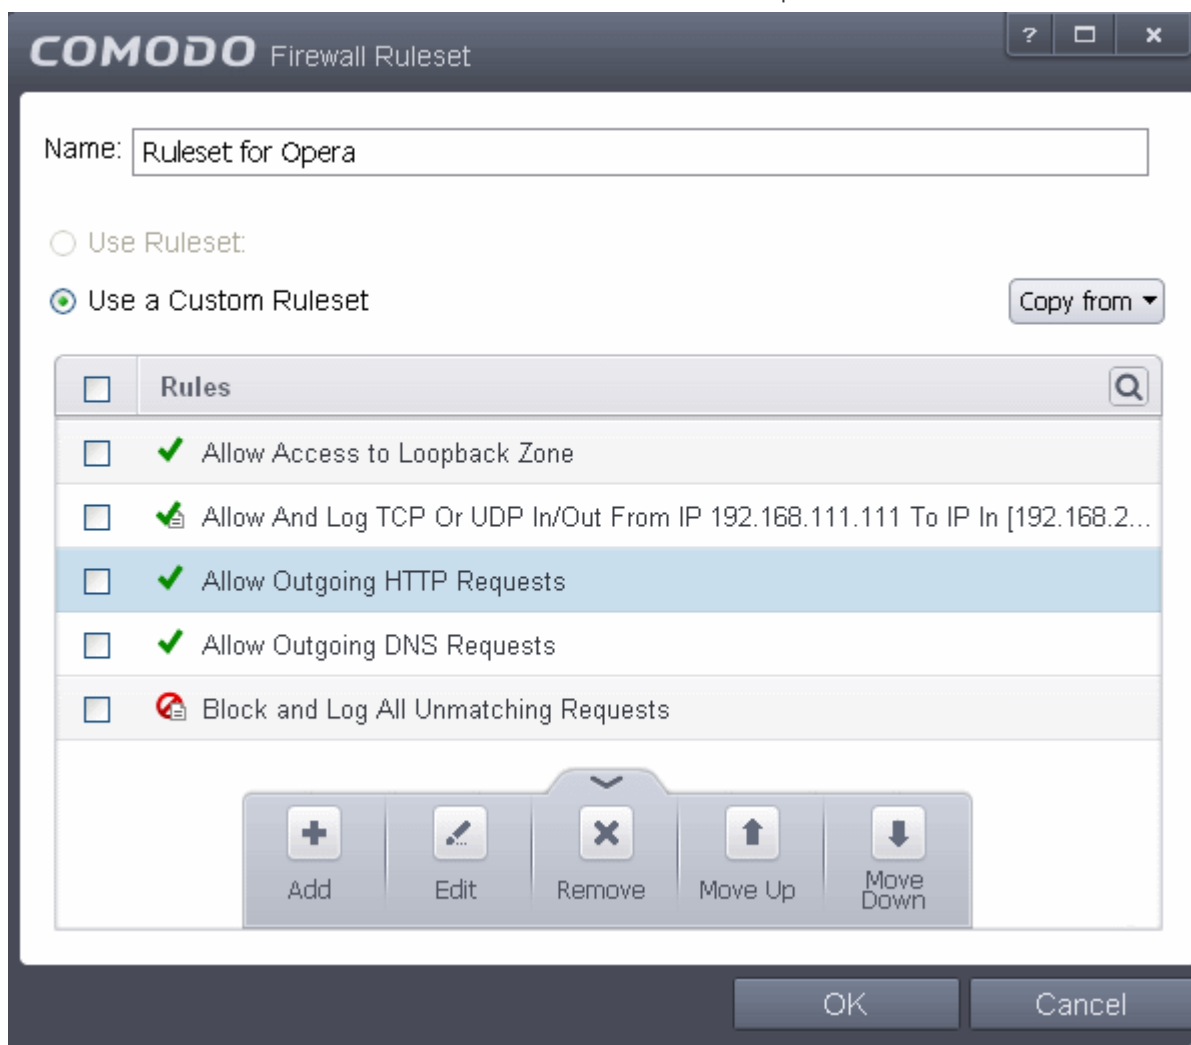 COMODO Firewall Ruleset
?
Name: Ruleset for Opera
Use Ruleset:
Use a Custom Ruleset Copy from
Rules
Allow Access to Loopback Zone
Allow And Log TCP Or UDP In/Out From IP 192.168.111.111 To IP In [192.168.2...
Allow Outgoing HTTP Requests
Allow Outgoing DNS Requests
Block and Log All Unmatching Requests
Add Edit Remove Move Up Move Down
OK Cancel